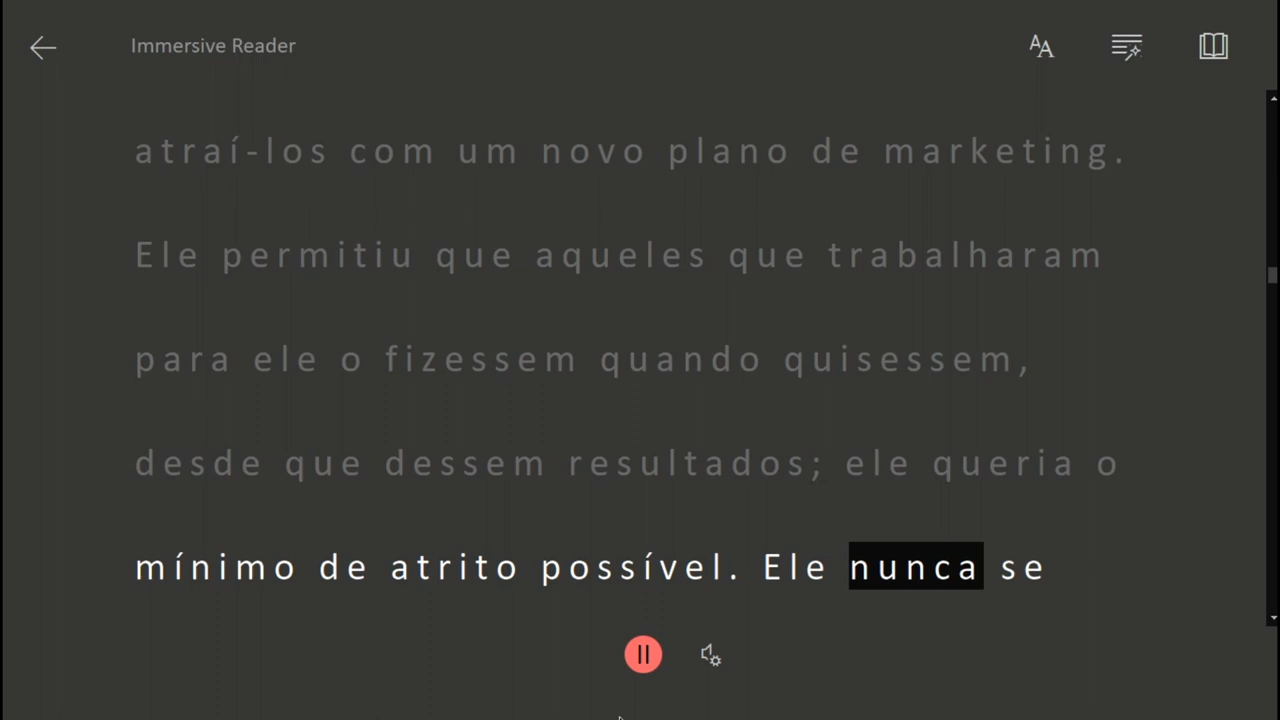 Immersive Reader
atraí-los com um novo plano de marketing.
Ele permitiu que aqueles que trabalharam
para ele o fizessem quando quisessem,
desde que dessem resultados; ele queria o
mínimo de atrito possível. Ele nunca se